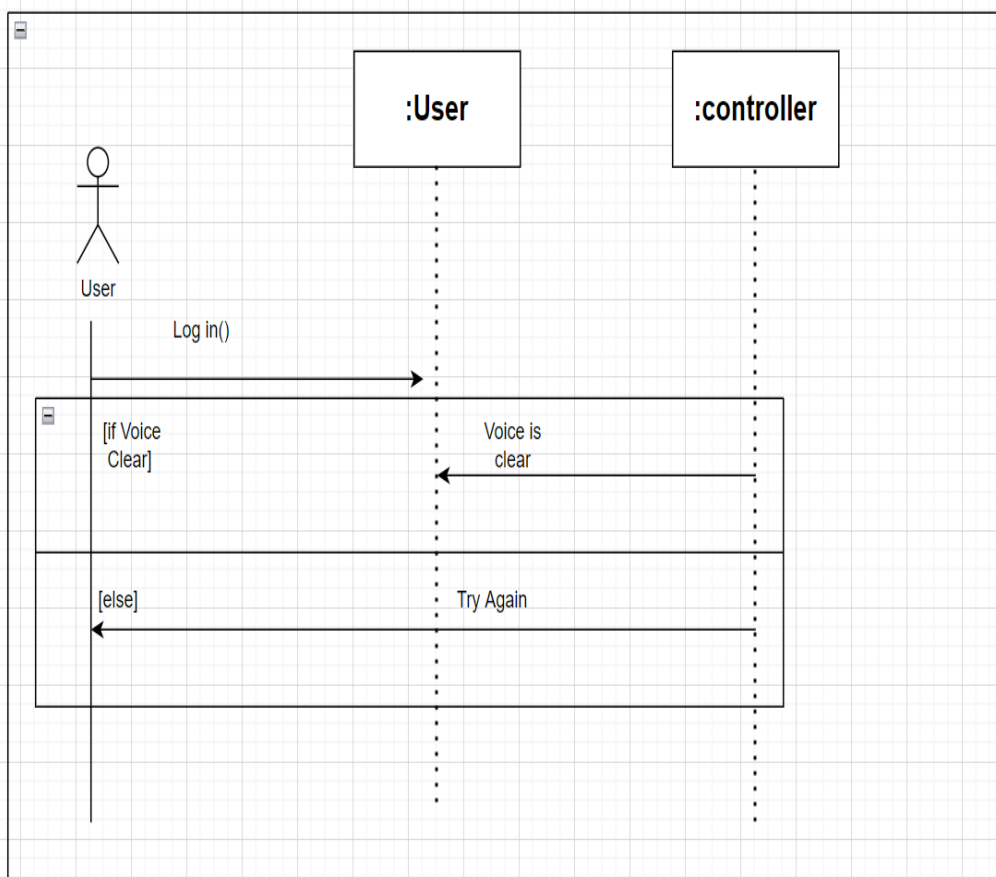 :User
:controller
User
Log in()
[if Voice
Clear]
Voice is
clear
[else]
Try Again